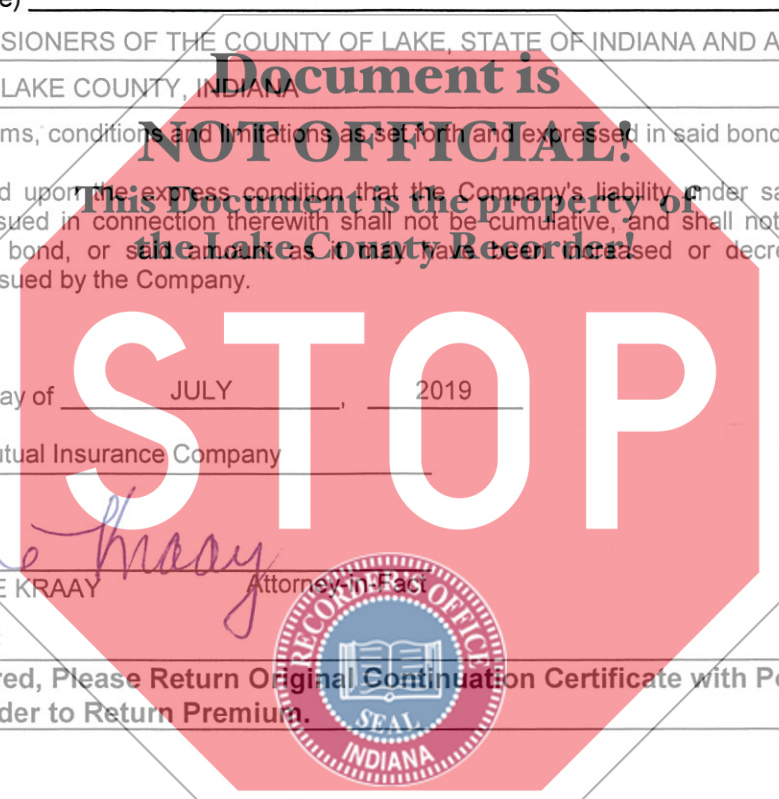 e)
SIONERS OF THE COUNTY OF LAKE, STATE OF INDIANA AND A
LAKE COUNTY, INDIANA
Document is
NOT OFFICIAL!
This Document is the property of
the Lake County Recorder!
ms, conditions and limitations as set forth and expressed in said bond
d upon the express condition that the Company's liability under sa
sued in connection therewith shall not be cumulative, and shall not
bond, or said amount as it may have been increased or decre
sued by the Company.
STOP
ay of JULY, 2019
utual Insurance Company
e Kraay
E KRAAY Attorney-in-Fact
RECORDER'S OFFICE
SEAL
INDIANA
red, Please Return Original Continuation Certificate with Po
der to Return Premium.